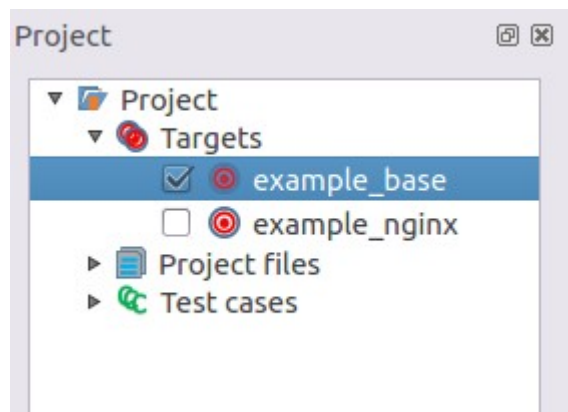 Project
Project
Targets
example_base
example_nginx
Project files
Test cases